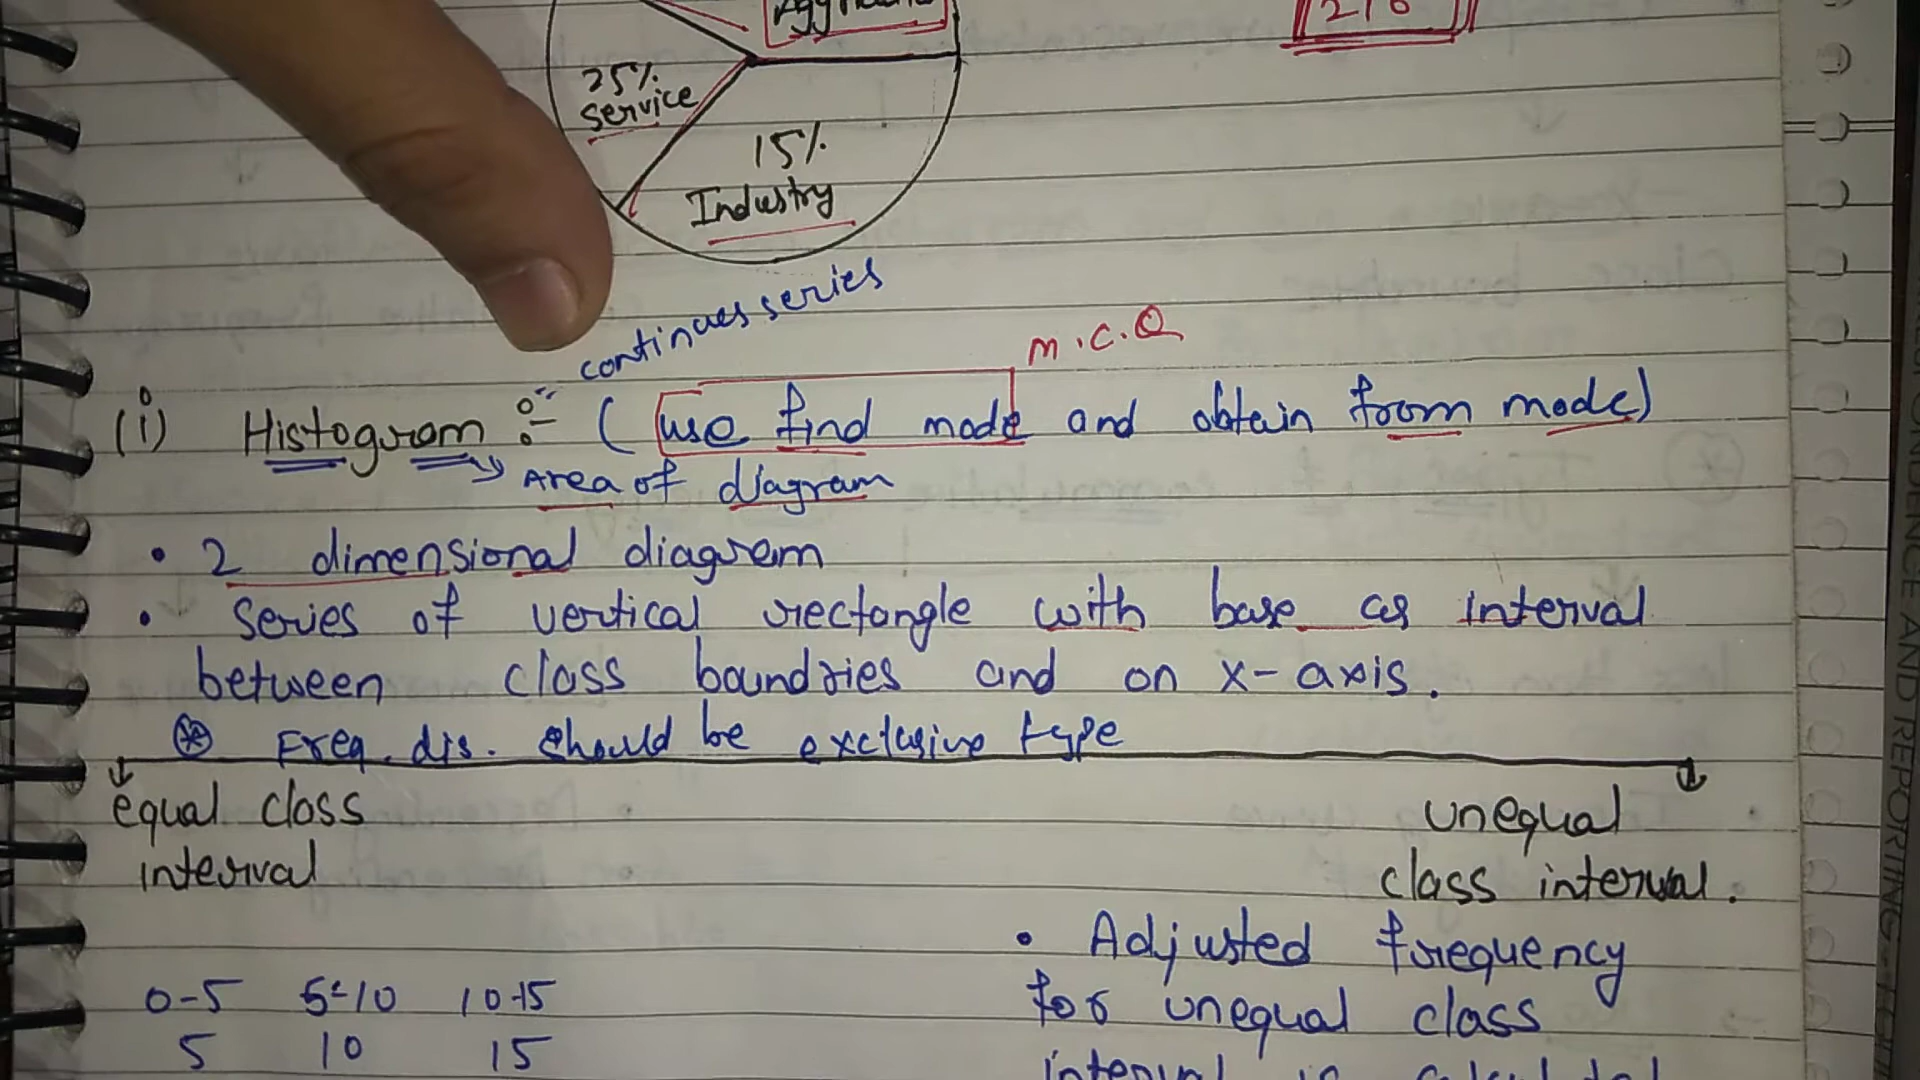 216
25%
service
15%
Industry
continues series
M.C.Q
(i) Histogram :- (use find mode and obtain from mode)
Area of diagram
• 2 dimensional diagram
• Series of vertical rectangle with base as interval
between class boundries and on x-axis.
Freq. dis. should be exclusive type
equal class
interval
unequal
class interval.
• Adjusted frequency
for unequal class
0-5 5-10 10-15
5 10 15